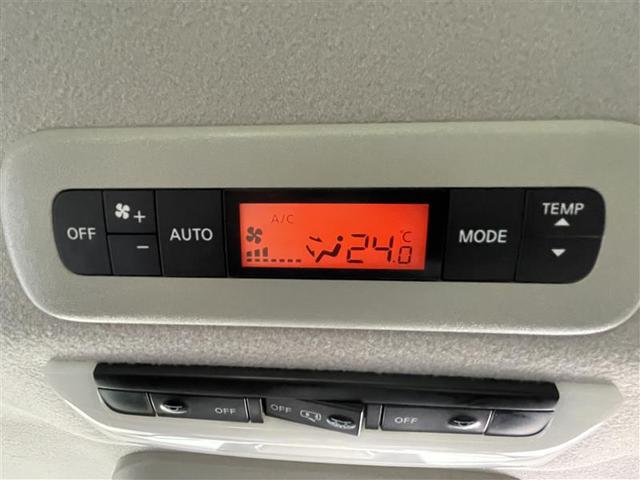 OFF + - AUTO A/C 24.0 °C MODE TEMP
OFF OFF OFF